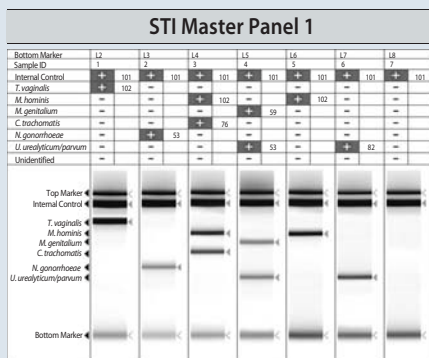 STI Master Panel 1
Bottom Marker L2 L3 L4 L5 L6 L7 L8
Sample ID 1 2 3 4 5 6 7
Internal Control + 101 + 101 + 101 + 101 + 101 + 101 + 101
T. vaginalis + 102 - - - - - -
M. hominis - - + 102 - + 102 - -
M. genitalium - - - + 59 - - -
C. trachomatis - - + 76 - - - -
N. gonorrhoeae - + 53 - - - - -
U. urealyticum/parvum - - - + 53 - + 82 -
Unidentified - - - - - - -
Top Marker
Internal Control
T. vaginalis
M. hominis
M. genitalium
C. trachomatis
N. gonorrhoeae
U. urealyticum/parvum
Bottom Marker